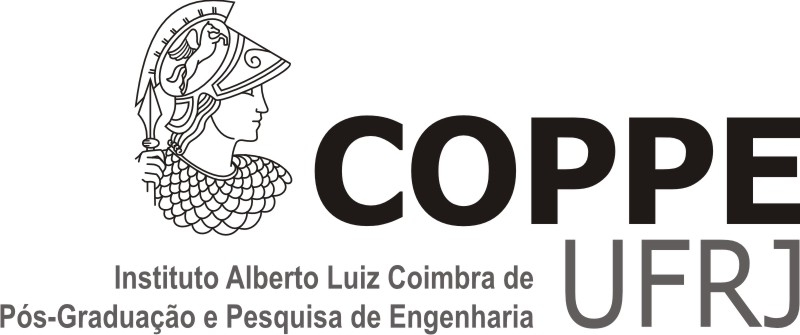 COPPE
UFRJ
Instituto Alberto Luiz Coimbra de
Pós-Graduação e Pesquisa de Engenharia